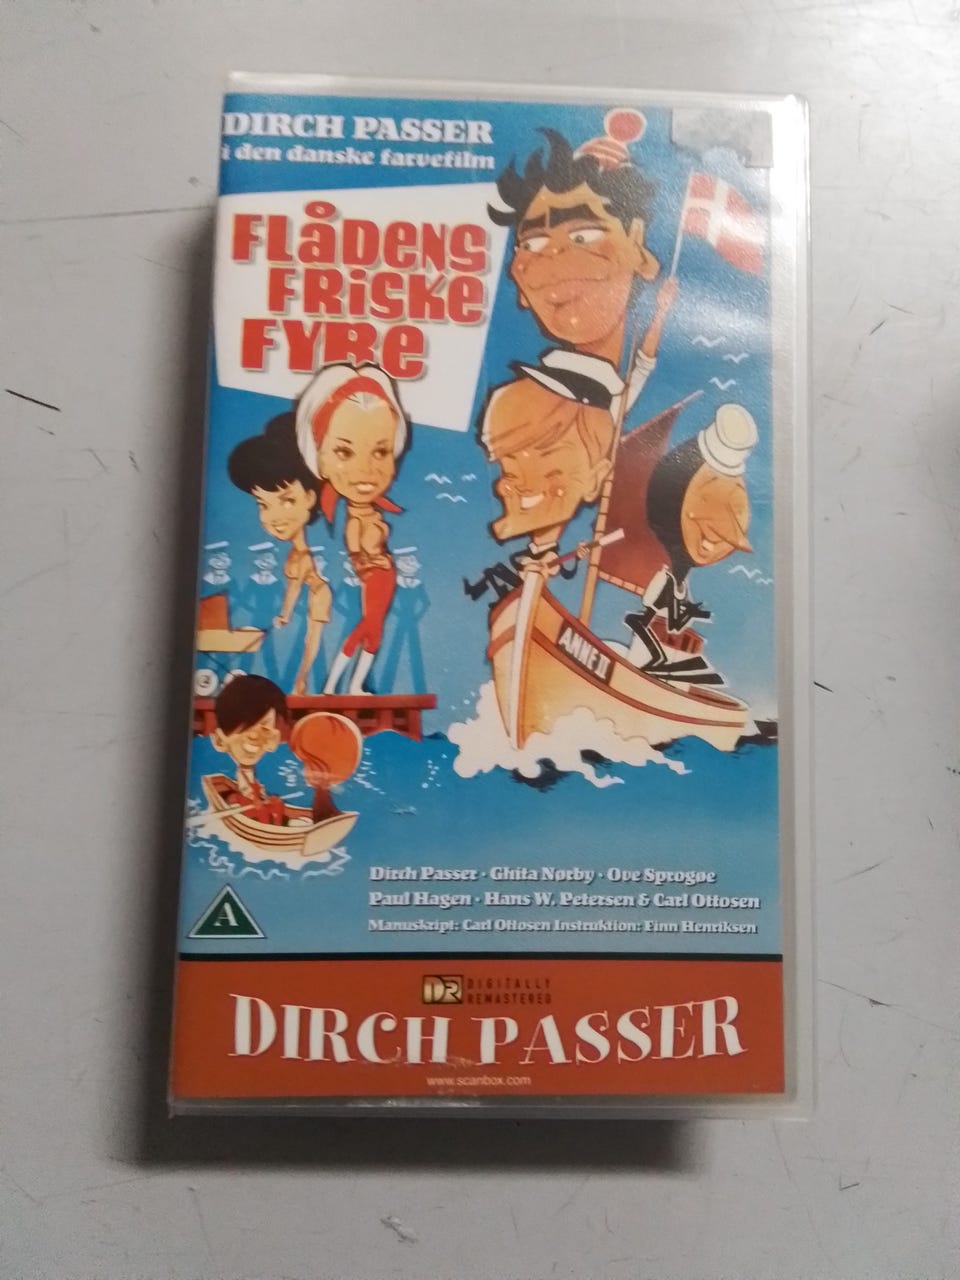 DIRCH PASSER
i den danske farvefilm
FLÅDENS
FRISKE
FYRE
ANNE II
Dirch Passer · Ghita Nørby · Ove Sprogøe
Paul Hagen · Hans W. Petersen & Carl Ottosen
Manuskript: Carl Ottosen Instruktion: Finn Henriksen
A
DR DIGITALLY
REMASTERED
DIRCH PASSER
www.scanbox.com